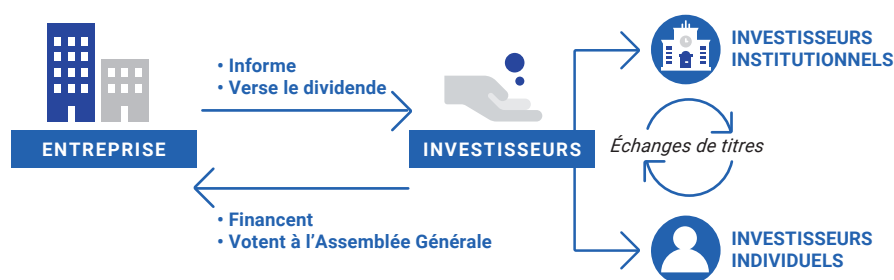 • Informe
• Verse le dividende
ENTREPRISE
INVESTISSEURS
• Financent
• Votent à l’Assemblée Générale
INVESTISSEURS
INSTITUTIONNELS
Échanges de titres
INVESTISSEURS
INDIVIDUELS